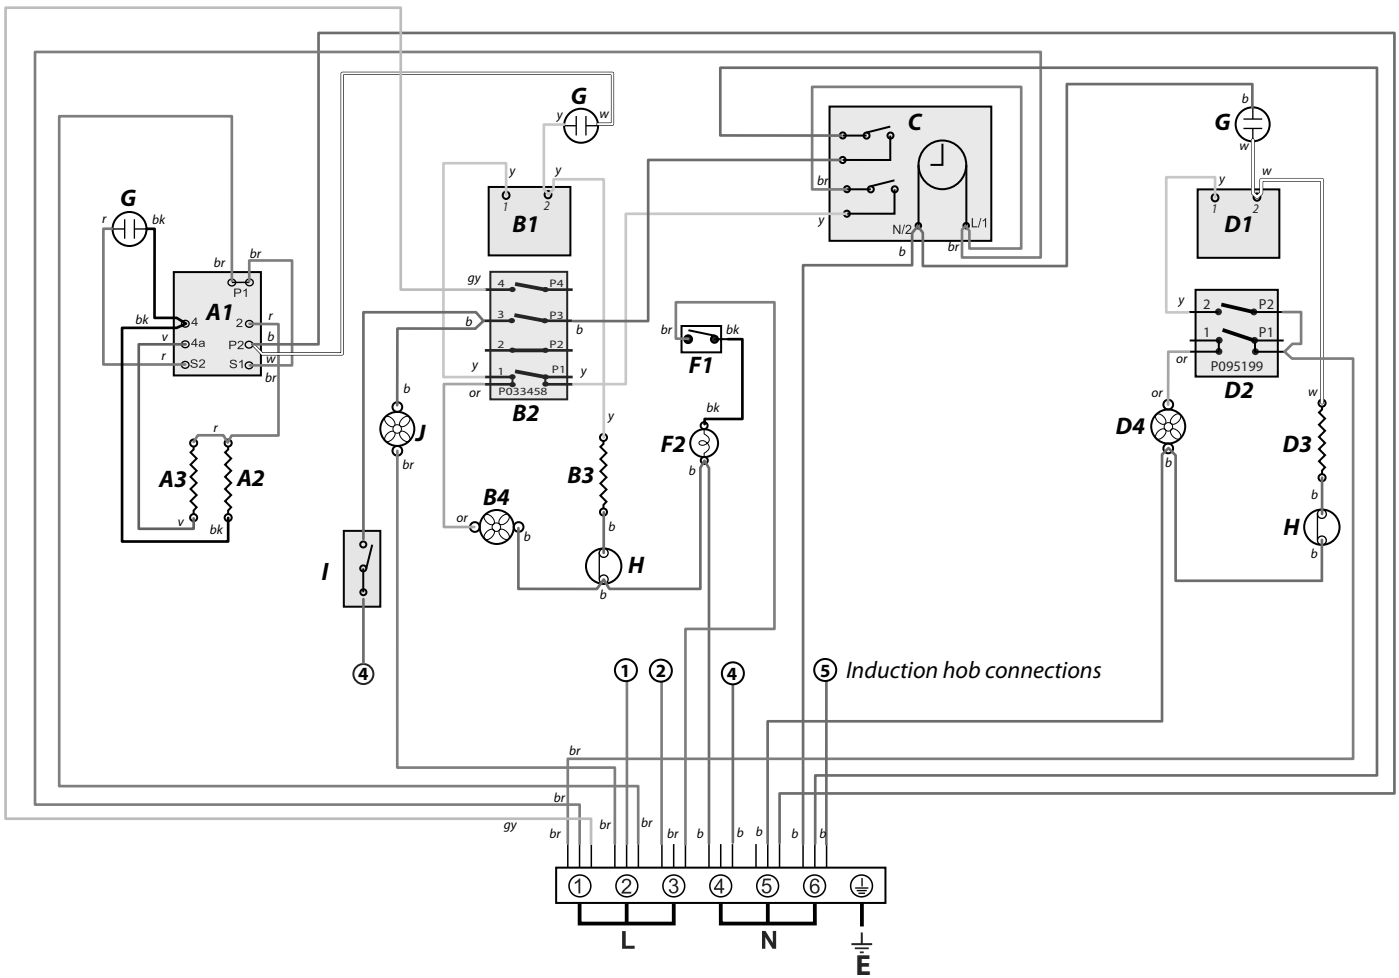 G
y
w
C
b
G
w
y
w
1
2
D1
y
y
1
2
B1
G
r
bk
br
br
P1
A1
bk
4
2
r
v
4a
P2
b
r
S2
S1
w
br
br
y
N/2
L/1
b
br
gy
4
P4
3
P3
b
b
2
P2
y
1
P1
y
or
P033458
B2
br
bk
F1
y
2
P2
1
P1
or
P095199
D2
b
J
br
bk
F2
b
or
D4
b
w
D3
b
H
b
r
A3
A2
v
bk
y
B3
b
B4
or
b
H
b
I
4
1
2
4
5
Induction hob connections
br
br
gy
br
br
br
br
b
b
b
b
b
1
2
3
4
5
6
L
N
E